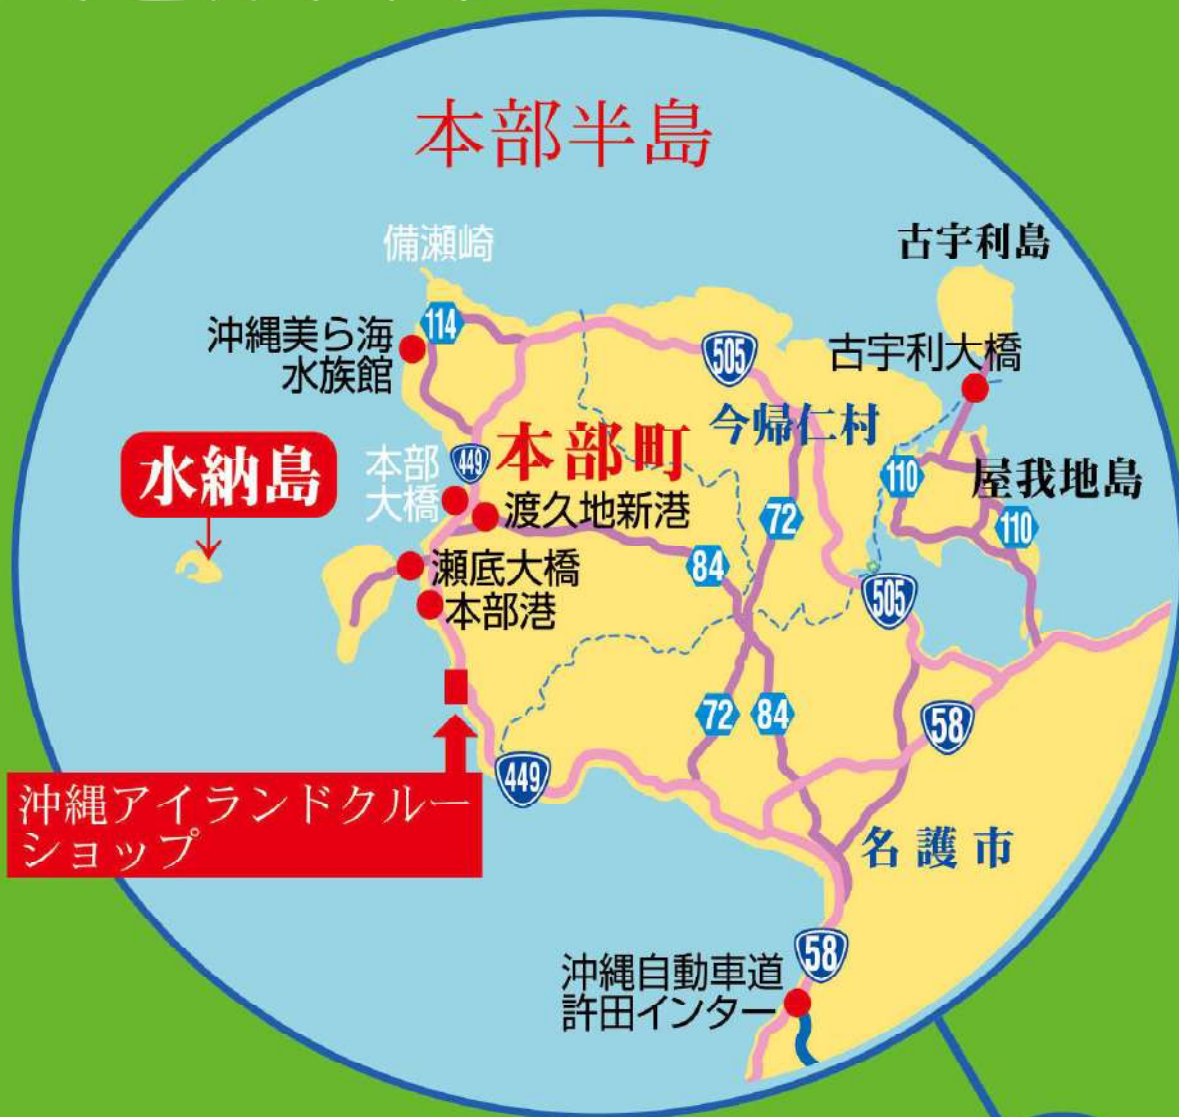 本部半島
備瀬崎
古宇利島
沖縄美ら海
水族館
114
505
古宇利大橋
今帰仁村
水納島
本部
大橋
449
本部町
渡久地新港
110
屋我地島
110
72
84
瀬底大橋
本部港
505
72
84
58
449
沖縄アイランドクルー
ショップ
名護市
沖縄自動車道
許田インター
58